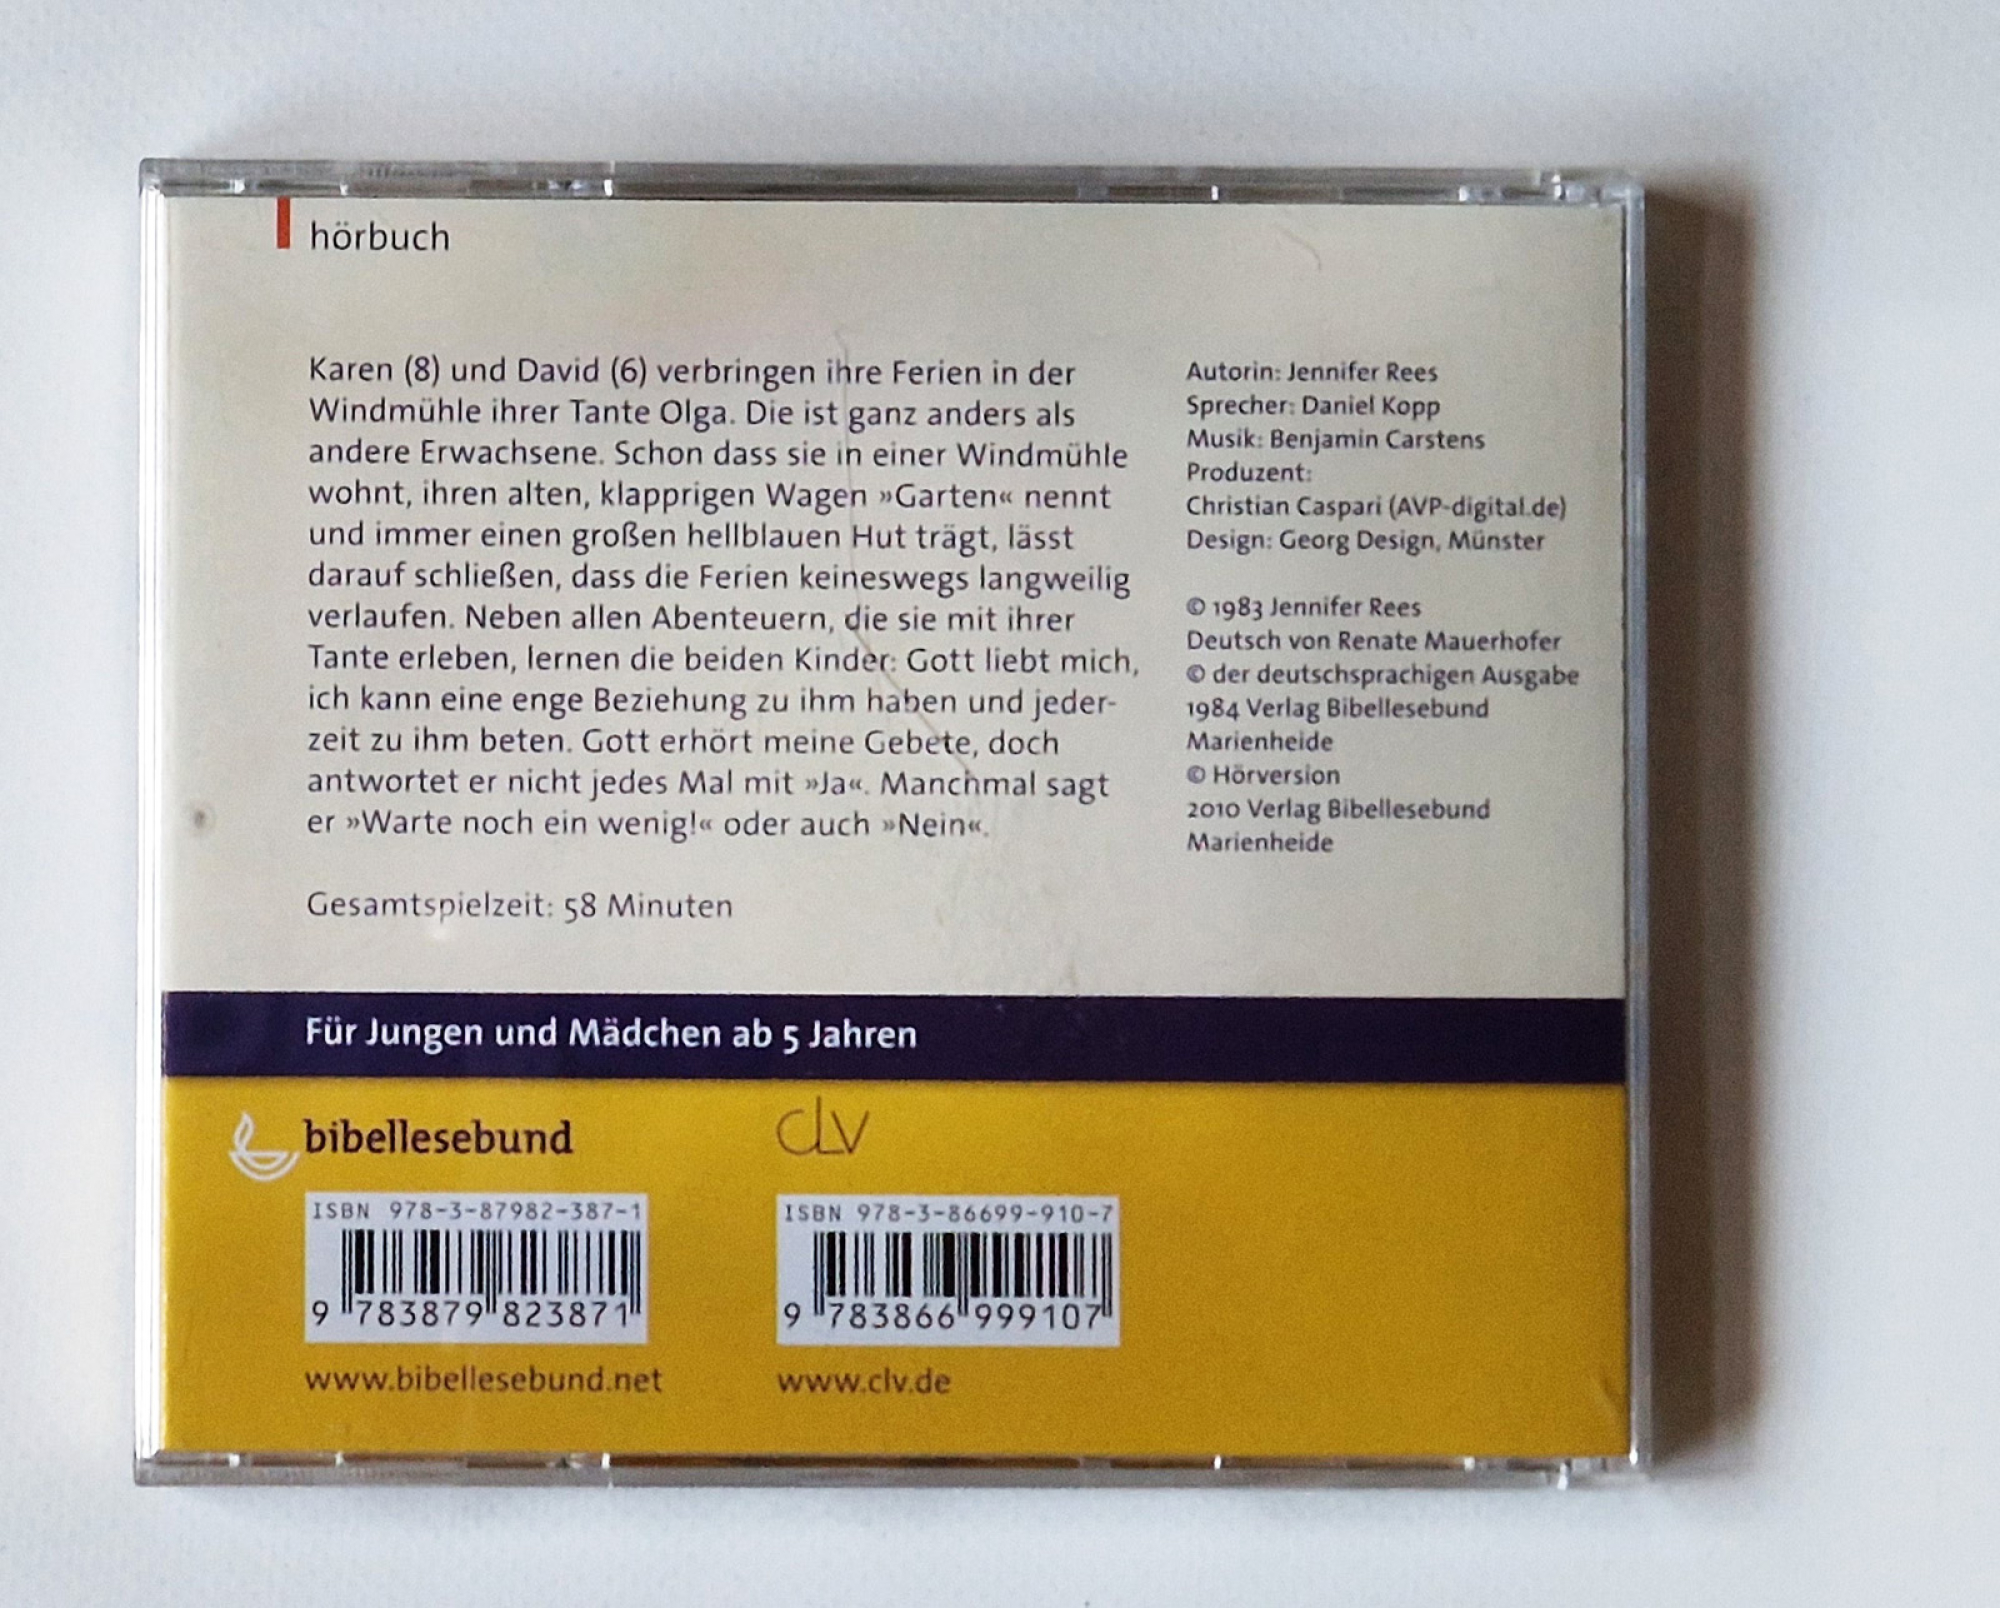 hörbuch
Karen (8) und David (6) verbringen ihre Ferien in der
Windmühle ihrer Tante Olga. Die ist ganz anders als
andere Erwachsene. Schon dass sie in einer Windmühle
wohnt, ihren alten, klapprigen Wagen »Garten« nennt
und immer einen großen hellblauen Hut trägt, lässt
darauf schließen, dass die Ferien keineswegs langweilig
verlaufen. Neben allen Abenteuern, die sie mit ihrer
Tante erleben, lernen die beiden Kinder: Gott liebt mich,
ich kann eine enge Beziehung zu ihm haben und jeder-
zeit zu ihm beten. Gott erhört meine Gebete, doch
antwortet er nicht jedes Mal mit »Ja«. Manchmal sagt
er »Warte noch ein wenig!« oder auch »Nein«.
Gesamtspielzeit: 58 Minuten
Autorin: Jennifer Rees
Sprecher: Daniel Kopp
Musik: Benjamin Carstens
Produzent:
Christian Caspari (AVP-digital.de)
Design: Georg Design, Münster
© 1983 Jennifer Rees
Deutsch von Renate Mauerhofer
© der deutschsprachigen Ausgabe
1984 Verlag Bibellesebund
Marienheide
© Hörversion
2010 Verlag Bibellesebund
Marienheide
Für Jungen und Mädchen ab 5 Jahren
bibellesebund
ISBN 978-3-87982-387-1
9 783879 823871
www.bibellesebund.net
clv
ISBN 978-3-86699-910-7
9 783866 999107
www.clv.de